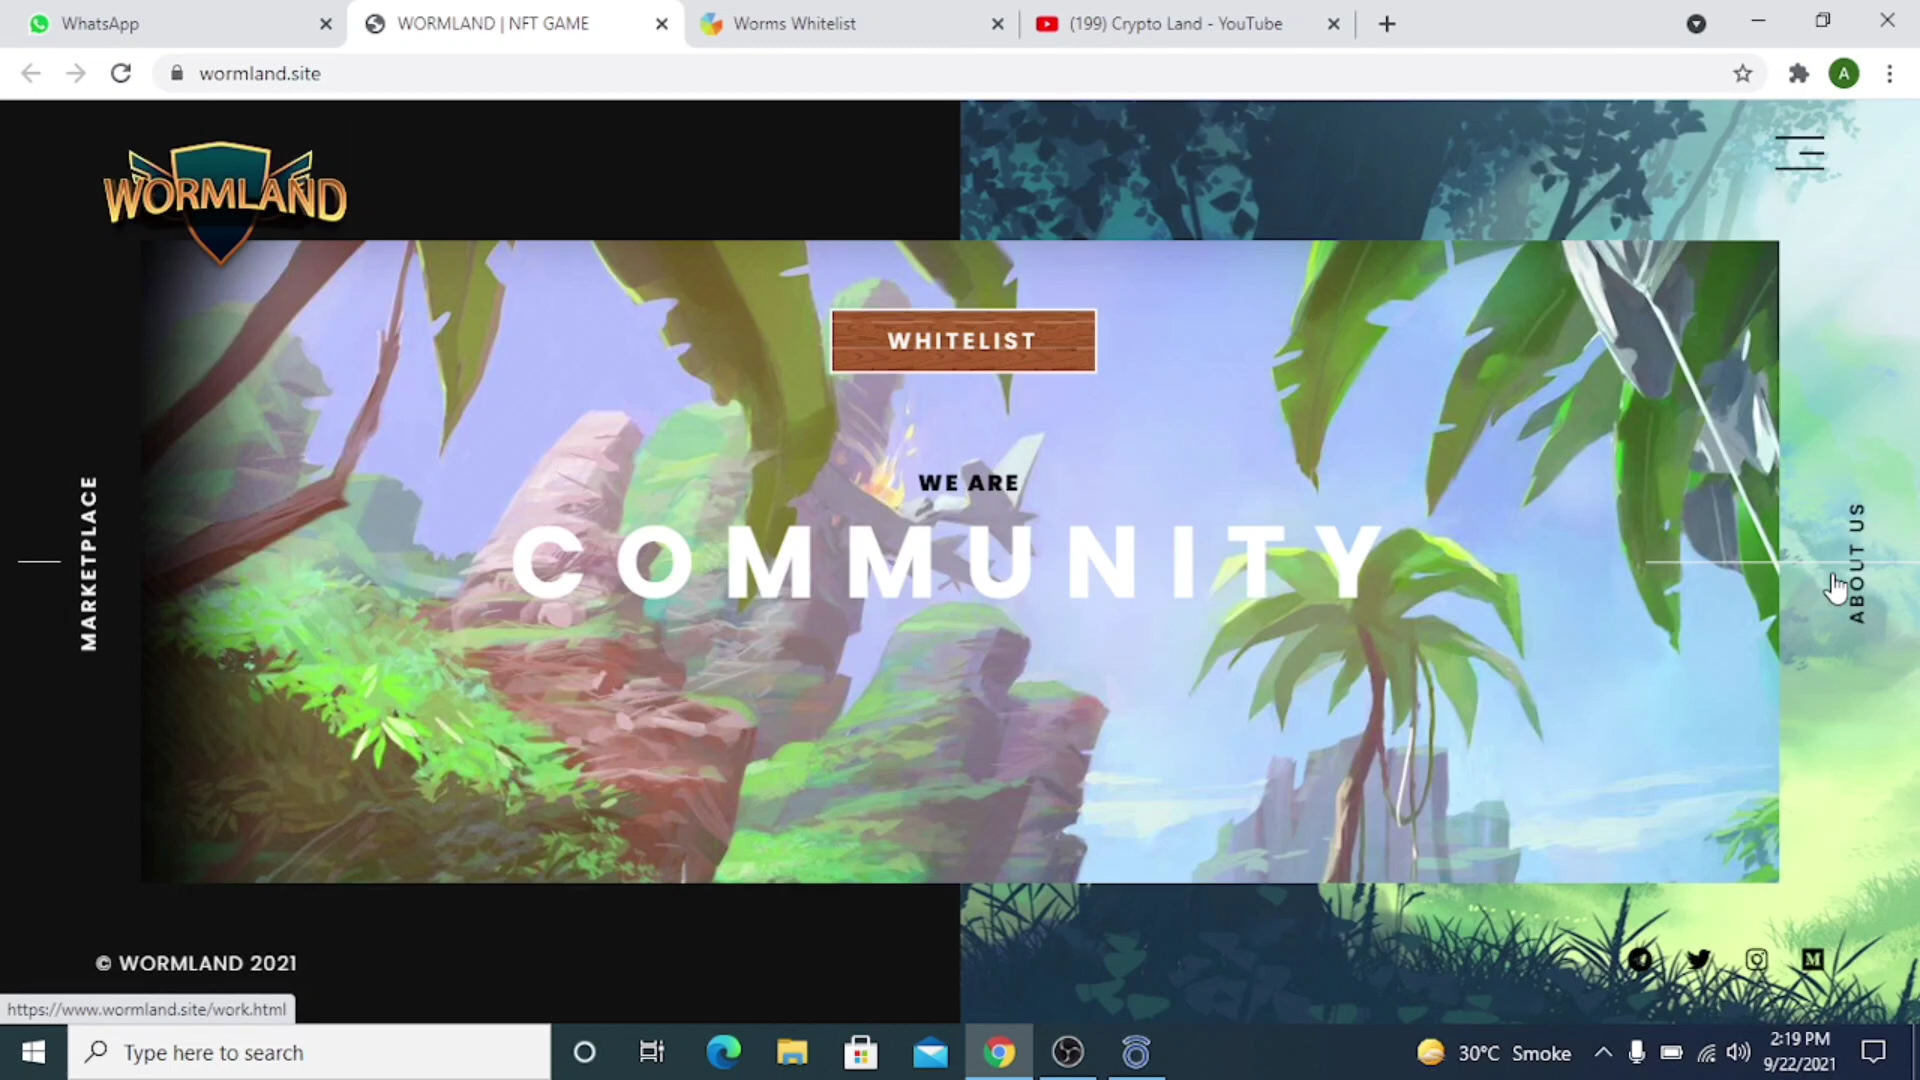 WhatsApp
WORMLAND | NFT GAME
Worms Whitelist
(199) Crypto Land - YouTube
wormland.site
A
WORMLAND
WHITELIST
WE ARE
COMMUNITY
MARKETPLACE
ABOUT US
© WORMLAND 2021
M
https://www.wormland.site/work.html
Type here to search
30°C Smoke
2:19 PM
9/22/2021